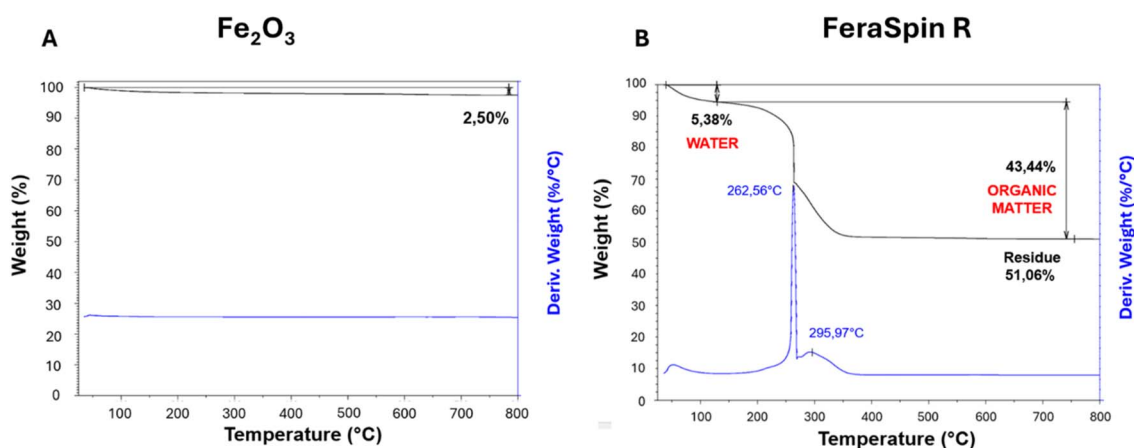 A
Fe₂O₃
100
90
80
70
60
50
40
30
20
10
0
Weight (%)
2,50%
Deriv. Weight (%/°C)
100
200
300
400
500
600
700
800
Temperature (°C)
B
FeraSpin R
100
90
80
70
60
50
40
30
20
10
0
Weight (%)
5,38%
WATER
262,56°C
43,44%
ORGANIC
MATTER
Residue
51,06%
295,97°C
Deriv. Weight (%/°C)
100
200
300
400
500
600
700
800
Temperature (°C)